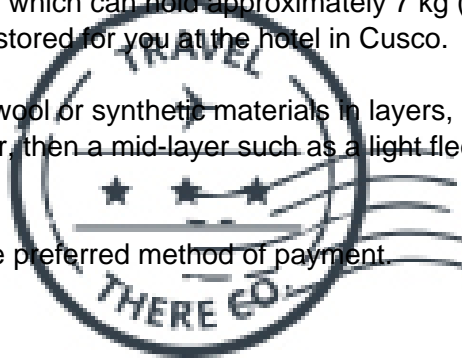 which can hold approximately 7 kg (
stored for you at the hotel in Cusco.
wool or synthetic materials in layers,
, then a mid-layer such as a light flee
e preferred method of payment.
TRAVEL
THERE CO.